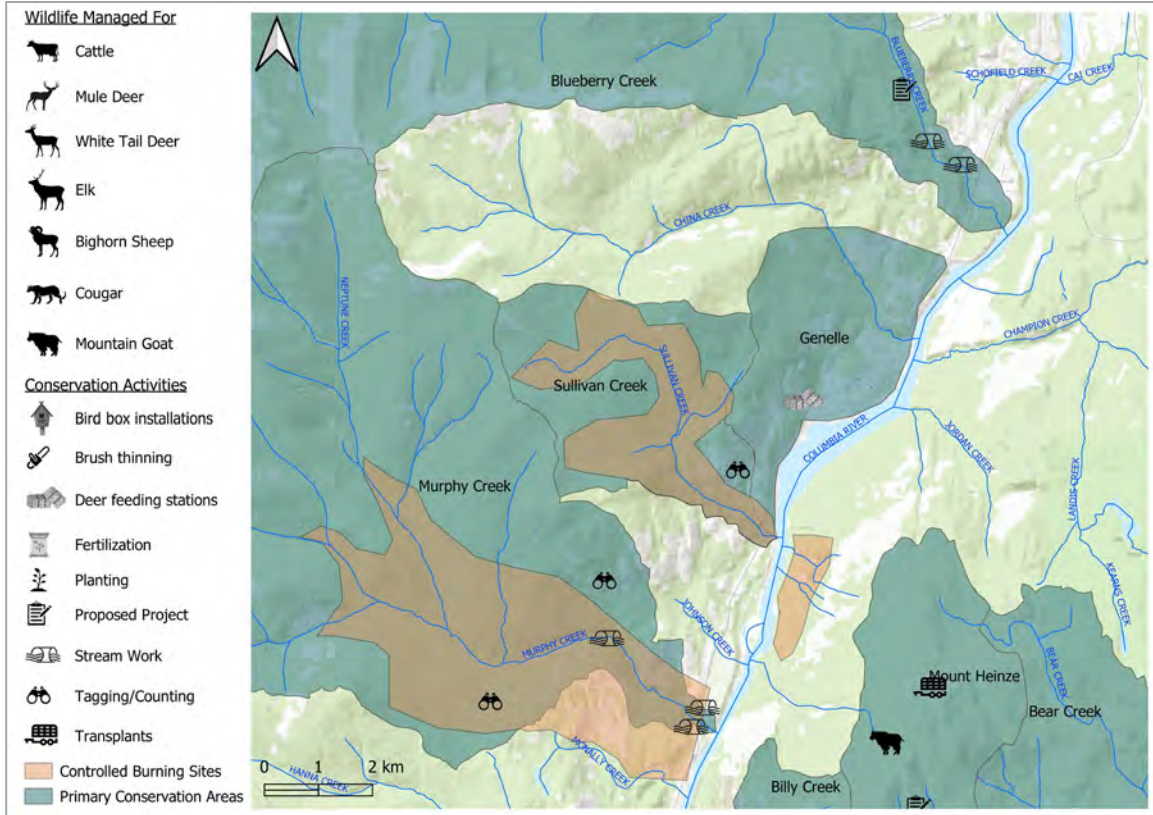 Wildlife Managed For
Cattle
Mule Deer
White Tail Deer
Elk
Bighorn Sheep
Cougar
Mountain Goat
Conservation Activities
Bird box installations
Brush thinning
Deer feeding stations
Fertilization
Planting
Proposed Project
Stream Work
Tagging/Counting
Transplants
Controlled Burning Sites
Primary Conservation Areas
Blueberry Creek
BLUEBERRY CREEK
SCHOFIELD CREEK
CAI CREEK
CHINA CREEK
NEPTUNE CREEK
Genelle
CHAMPION CREEK
SULLIVAN CREEK
Sullivan Creek
COLUMBIA RIVER
JORDAN CREEK
LANDIS CREEK
Murphy Creek
KEARNS CREEK
JOHNSON CREEK
MURPHY CREEK
BEAR CREEK
Mount Heinze
Bear Creek
MCNALLY CREEK
HANNA CREEK
Billy Creek
0 1 2 km